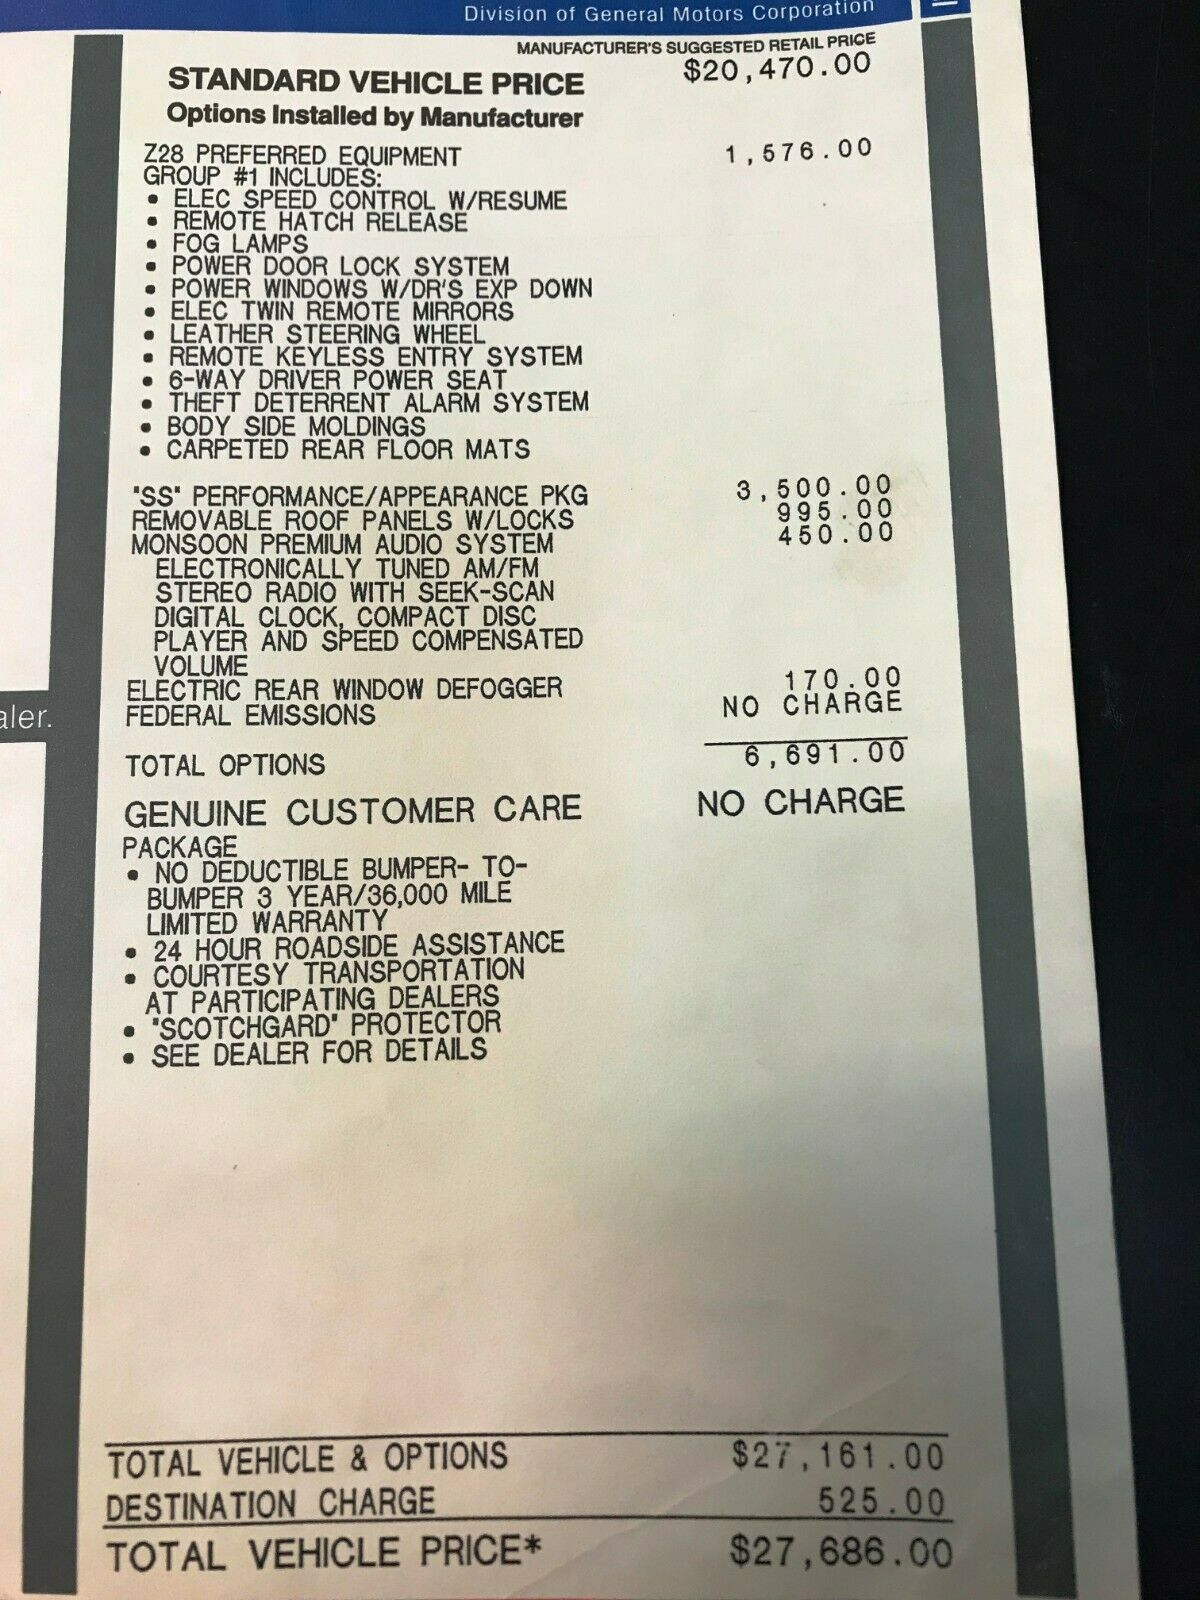 Division of General Motors Corporation
MANUFACTURER'S SUGGESTED RETAIL PRICE
STANDARD VEHICLE PRICE $20,470.00
Options Installed by Manufacturer
Z28 PREFERRED EQUIPMENT 1,576.00
GROUP #1 INCLUDES:
• ELEC SPEED CONTROL W/RESUME
• REMOTE HATCH RELEASE
• FOG LAMPS
• POWER DOOR LOCK SYSTEM
• POWER WINDOWS W/DR'S EXP DOWN
• ELEC TWIN REMOTE MIRRORS
• LEATHER STEERING WHEEL
• REMOTE KEYLESS ENTRY SYSTEM
• 6-WAY DRIVER POWER SEAT
• THEFT DETERRENT ALARM SYSTEM
• BODY SIDE MOLDINGS
• CARPETED REAR FLOOR MATS
"SS" PERFORMANCE/APPEARANCE PKG 3,500.00
REMOVABLE ROOF PANELS W/LOCKS 995.00
MONSOON PREMIUM AUDIO SYSTEM 450.00
ELECTRONICALLY TUNED AM/FM
STEREO RADIO WITH SEEK-SCAN
DIGITAL CLOCK, COMPACT DISC
PLAYER AND SPEED COMPENSATED
VOLUME
ELECTRIC REAR WINDOW DEFOGGER 170.00
FEDERAL EMISSIONS NO CHARGE
aler.
TOTAL OPTIONS 6,691.00
GENUINE CUSTOMER CARE NO CHARGE
PACKAGE
• NO DEDUCTIBLE BUMPER- TO-
BUMPER 3 YEAR/36,000 MILE
LIMITED WARRANTY
• 24 HOUR ROADSIDE ASSISTANCE
• COURTESY TRANSPORTATION
AT PARTICIPATING DEALERS
• "SCOTCHGARD" PROTECTOR
• SEE DEALER FOR DETAILS
TOTAL VEHICLE & OPTIONS $27,161.00
DESTINATION CHARGE 525.00
TOTAL VEHICLE PRICE* $27,686.00